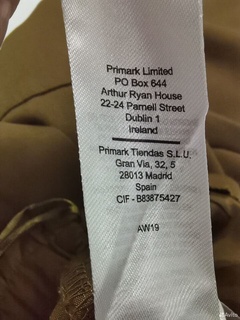 Primark Limited
PO Box 644
Arthur Ryan House
22-24 Parnell Street
Dublin 1
Ireland
Primark Tiendas S.L.U.
Gran Via, 32, 5
28013 Madrid
Spain
CIF - B83875427
AW19
Avito